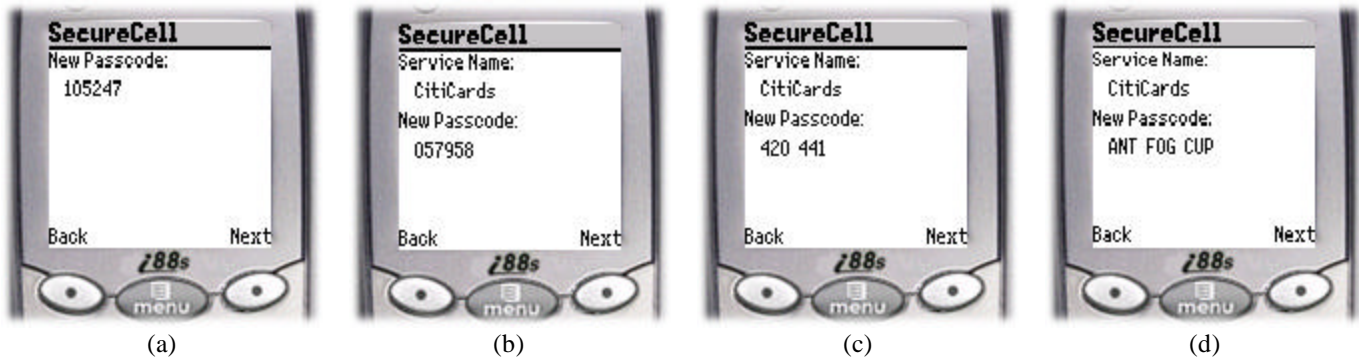 SecureCell
New Passcode:
105247
Back Next
i88s
menu
(a)
SecureCell
Service Name:
CitiCards
New Passcode:
057958
Back Next
i88s
menu
(b)
SecureCell
Service Name:
CitiCards
New Passcode:
420 441
Back Next
i88s
menu
(c)
SecureCell
Service Name:
CitiCards
New Passcode:
ANT FOG CUP
Back Next
i88s
menu
(d)